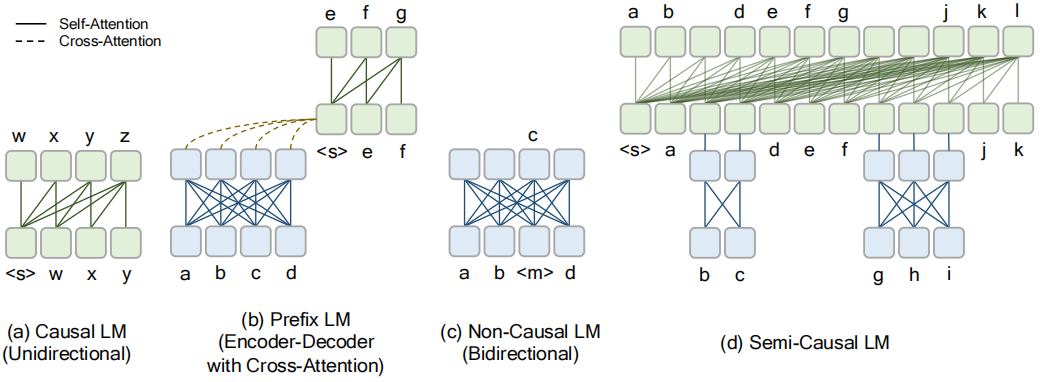 Self-Attention
Cross-Attention
w x y z
<s> w x y
(a) Causal LM
(Unidirectional)
e f g
<s> e f
a b c d
(b) Prefix LM
(Encoder-Decoder
with Cross-Attention)
c
a b <m> d
(c) Non-Causal LM
(Bidirectional)
a b d e f g j k l
<s> a d e f j k
b c g h i
(d) Semi-Causal LM